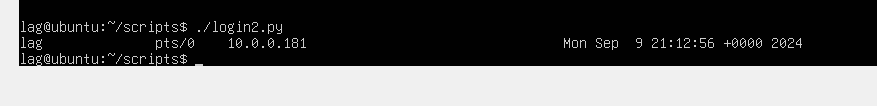 lag@ubuntu:~/scripts$ ./login2.py
lag              pts/0    10.0.0.181                                Mon Sep  9 21:12:56 +0000 2024
lag@ubuntu:~/scripts$ _